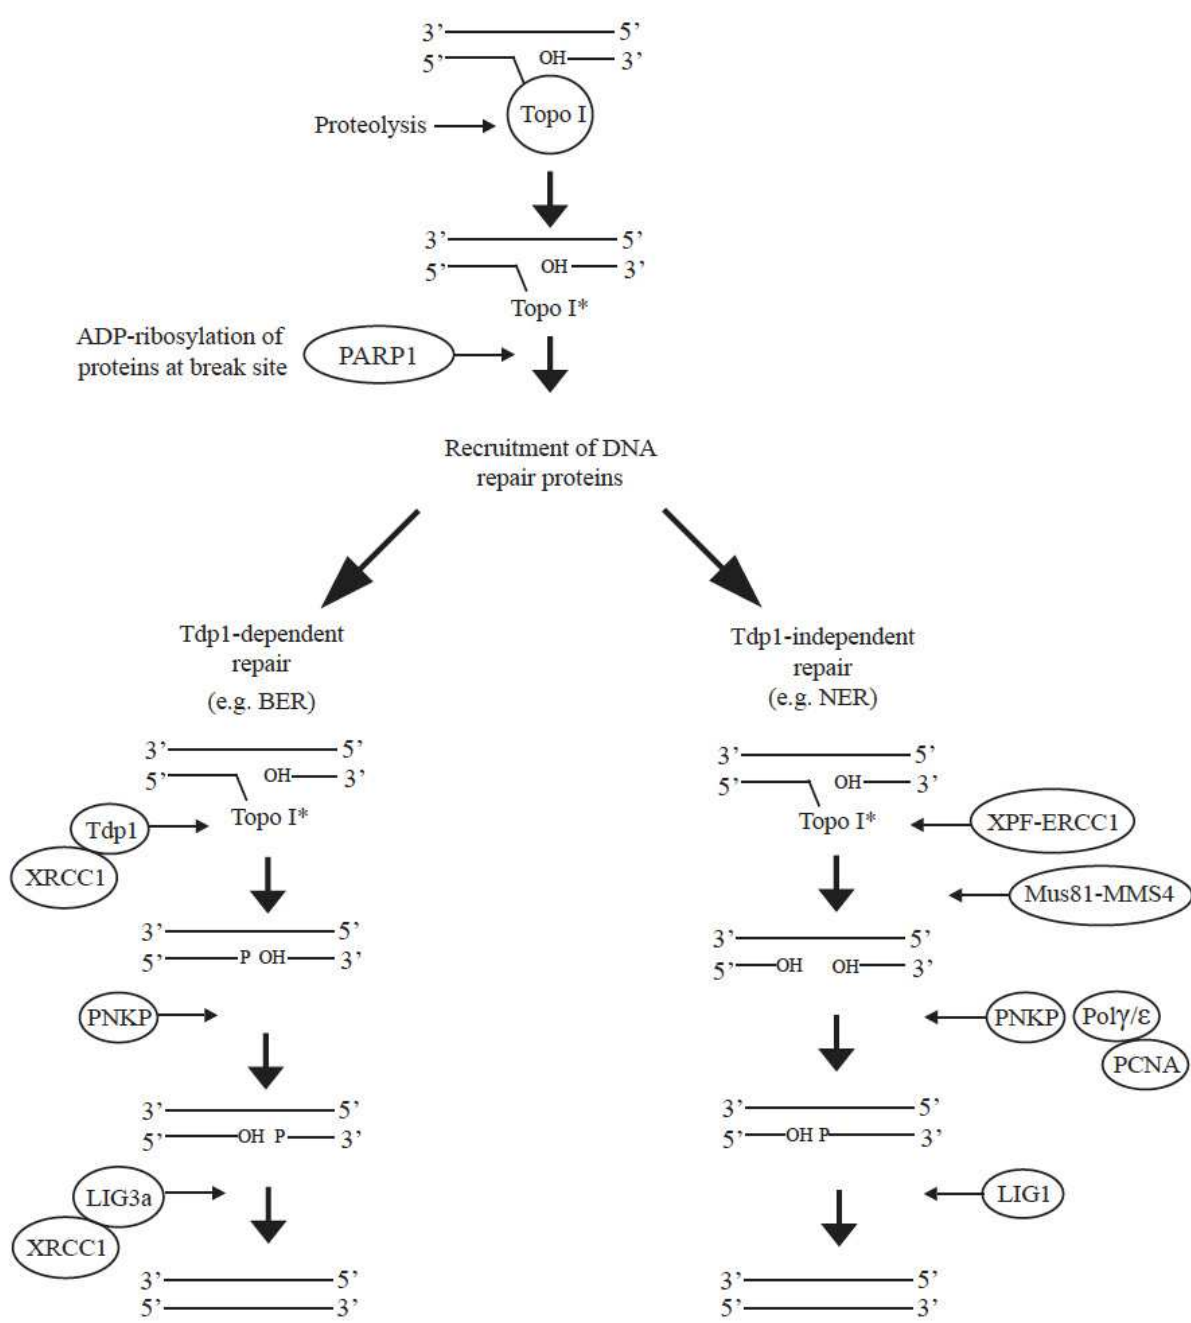 3’ 5’
5’ OH 3’
Topo I
Proteolysis
3’ 5’
5’ OH 3’
Topo I*
ADP-ribosylation of
proteins at break site
PARP1
Recruitment of DNA
repair proteins
Tdp1-dependent
repair
(e.g. BER)
3’ 5’
5’ OH 3’
Topo I*
Tdp1
XRCC1
3’ 5’
5’ P OH 3’
PNKP
3’ 5’
5’ OH P 3’
LIG3a
XRCC1
3’ 5’
5’ 3’
Tdp1-independent
repair
(e.g. NER)
3’ 5’
5’ OH 3’
Topo I*
XPF-ERCC1
Mus81-MMS4
3’ 5’
5’ OH OH 3’
PNKP
Polγ/ε
PCNA
3’ 5’
5’ OH P 3’
LIG1
3’ 5’
5’ 3’